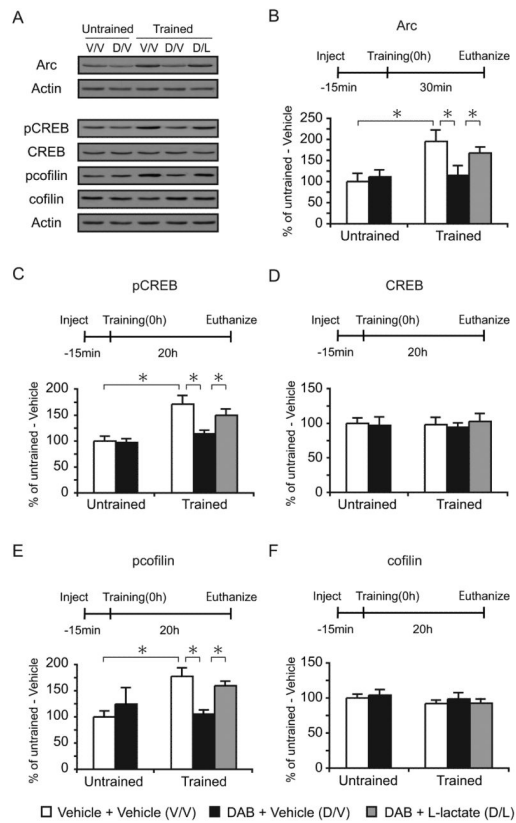 A
Untrained Trained
V/V D/V V/V D/V D/L
Arc
Actin
pCREB
CREB
pcofilin
cofilin
Actin
B
Arc
Inject Training(0h) Euthanize
-15min 30min
% of untrained - Vehicle
250
200
150
100
50
0
* * *
Untrained Trained
C
pCREB
Inject Training(0h) Euthanize
-15min 20h
% of untrained - Vehicle
200
150
100
50
0
* * *
Untrained Trained
D
CREB
Inject Training(0h) Euthanize
-15min 20h
% of untrained - Vehicle
150
100
50
0
Untrained Trained
E
pcofilin
Inject Training(0h) Euthanize
-15min 20h
% of untrained - Vehicle
200
150
100
50
0
* * *
Untrained Trained
F
cofilin
Inject Training(0h) Euthanize
-15min 20h
% of untrained - Vehicle
150
100
50
0
Untrained Trained
Vehicle + Vehicle (V/V) DAB + Vehicle (D/V) DAB + L-lactate (D/L)